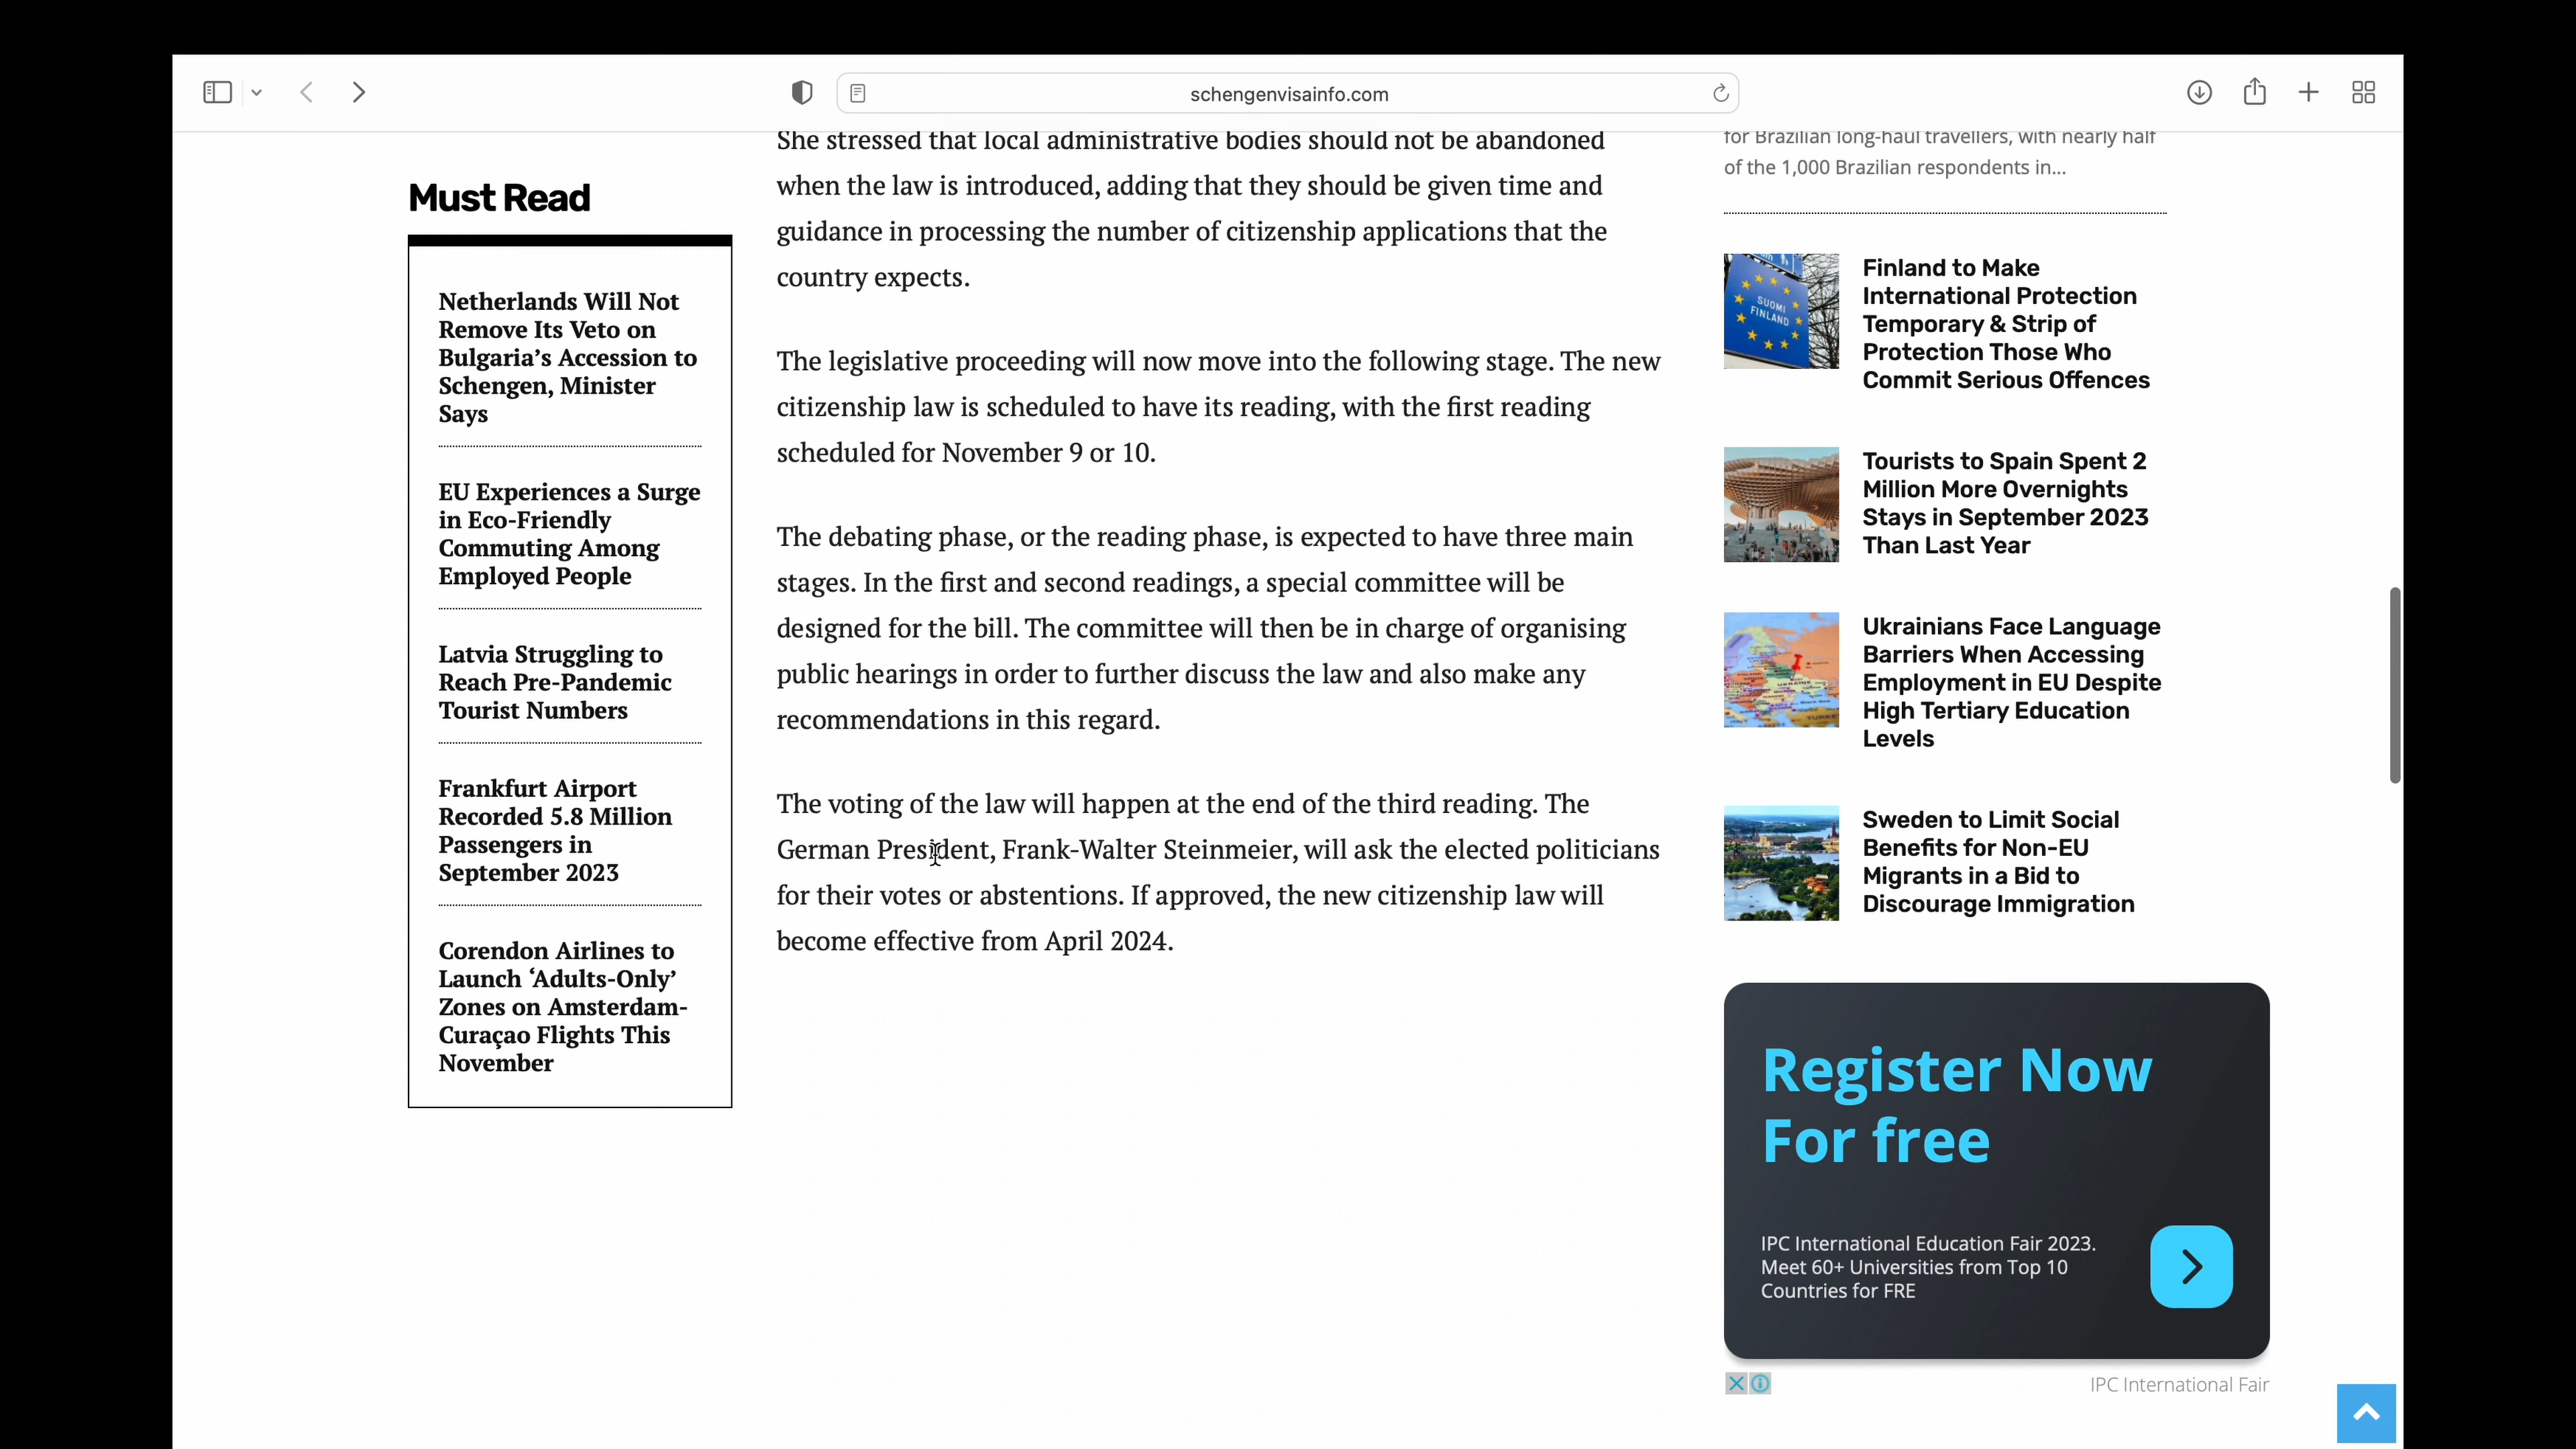 schengenvisainfo.com
Must Read
Netherlands Will Not
Remove Its Veto on
Bulgaria’s Accession to
Schengen, Minister
Says
EU Experiences a Surge
in Eco-Friendly
Commuting Among
Employed People
Latvia Struggling to
Reach Pre-Pandemic
Tourist Numbers
Frankfurt Airport
Recorded 5.8 Million
Passengers in
September 2023
Corendon Airlines to
Launch ‘Adults-Only’
Zones on Amsterdam-
Curaçao Flights This
November
She stressed that local administrative bodies should not be abandoned
when the law is introduced, adding that they should be given time and
guidance in processing the number of citizenship applications that the
country expects.
The legislative proceeding will now move into the following stage. The new
citizenship law is scheduled to have its reading, with the first reading
scheduled for November 9 or 10.
The debating phase, or the reading phase, is expected to have three main
stages. In the first and second readings, a special committee will be
designed for the bill. The committee will then be in charge of organising
public hearings in order to further discuss the law and also make any
recommendations in this regard.
The voting of the law will happen at the end of the third reading. The
German President, Frank-Walter Steinmeier, will ask the elected politicians
for their votes or abstentions. If approved, the new citizenship law will
become effective from April 2024.
for Brazilian long-haul travellers, with nearly half
of the 1,000 Brazilian respondents in...
SUOMI
FINLAND
Finland to Make
International Protection
Temporary & Strip of
Protection Those Who
Commit Serious Offences
Tourists to Spain Spent 2
Million More Overnights
Stays in September 2023
Than Last Year
Ukrainians Face Language
Barriers When Accessing
Employment in EU Despite
High Tertiary Education
Levels
Sweden to Limit Social
Benefits for Non-EU
Migrants in a Bid to
Discourage Immigration
Register Now
For free
IPC International Education Fair 2023.
Meet 60+ Universities from Top 10
Countries for FRE
IPC International Fair